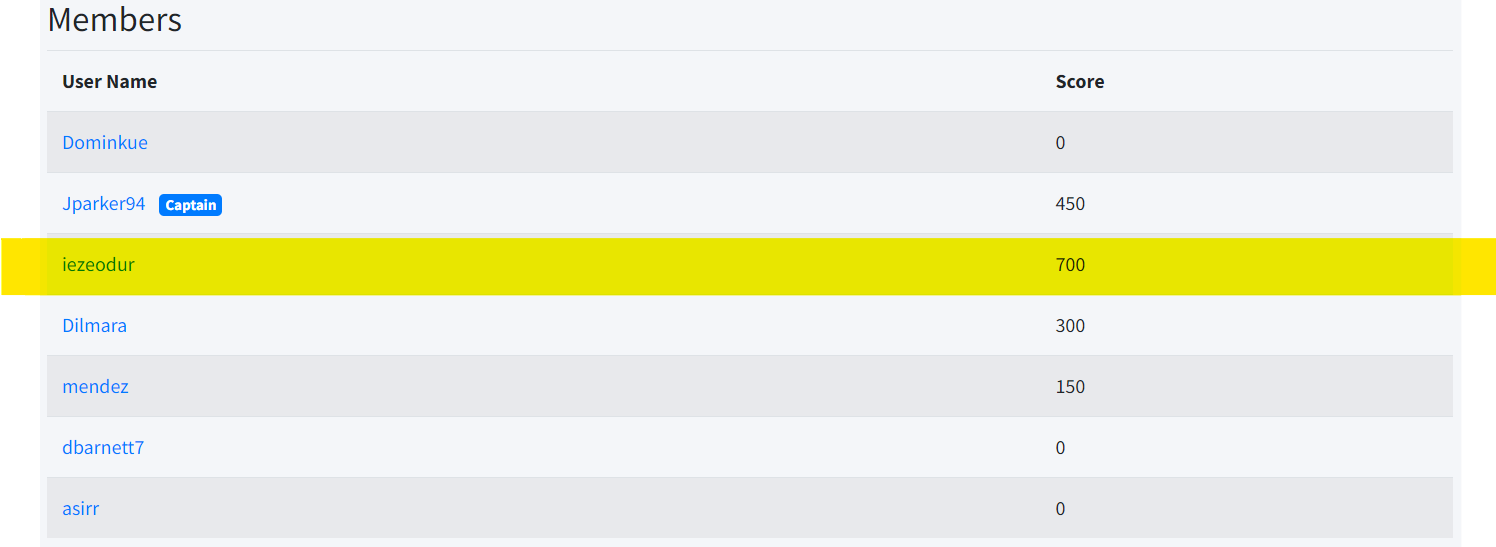 Members
User Name Score
Dominkue 0
Jparker94 Captain 450
iezeodur 700
Dilmara 300
mendez 150
dbarnett7 0
asirr 0